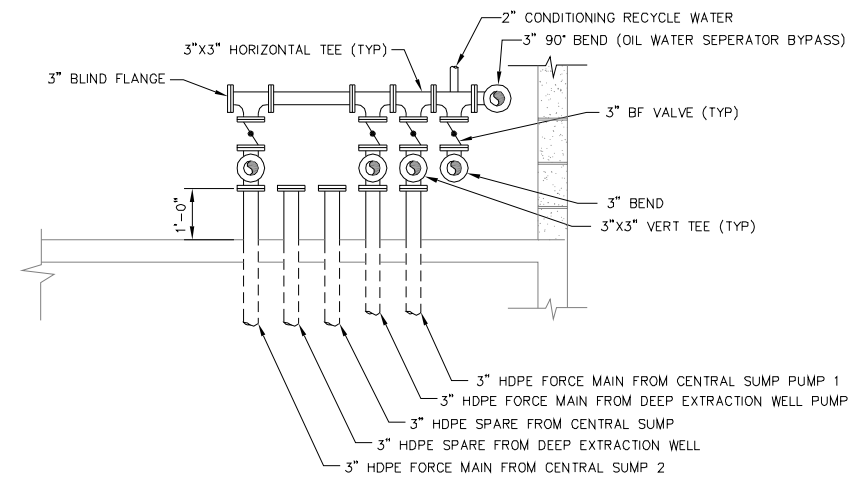 2" CONDITIONING RECYCLE WATER
3" 90° BEND (OIL WATER SEPERATOR BYPASS)
3"X3" HORIZONTAL TEE (TYP)
3" BLIND FLANGE
3" BF VALVE (TYP)
3" BEND
1'-0"
3"X3" VERT TEE (TYP)
3" HDPE FORCE MAIN FROM CENTRAL SUMP PUMP 1
3" HDPE FORCE MAIN FROM DEEP EXTRACTION WELL PUMP
3" HDPE SPARE FROM CENTRAL SUMP
3" HDPE SPARE FROM DEEP EXTRACTION WELL
3" HDPE FORCE MAIN FROM CENTRAL SUMP 2